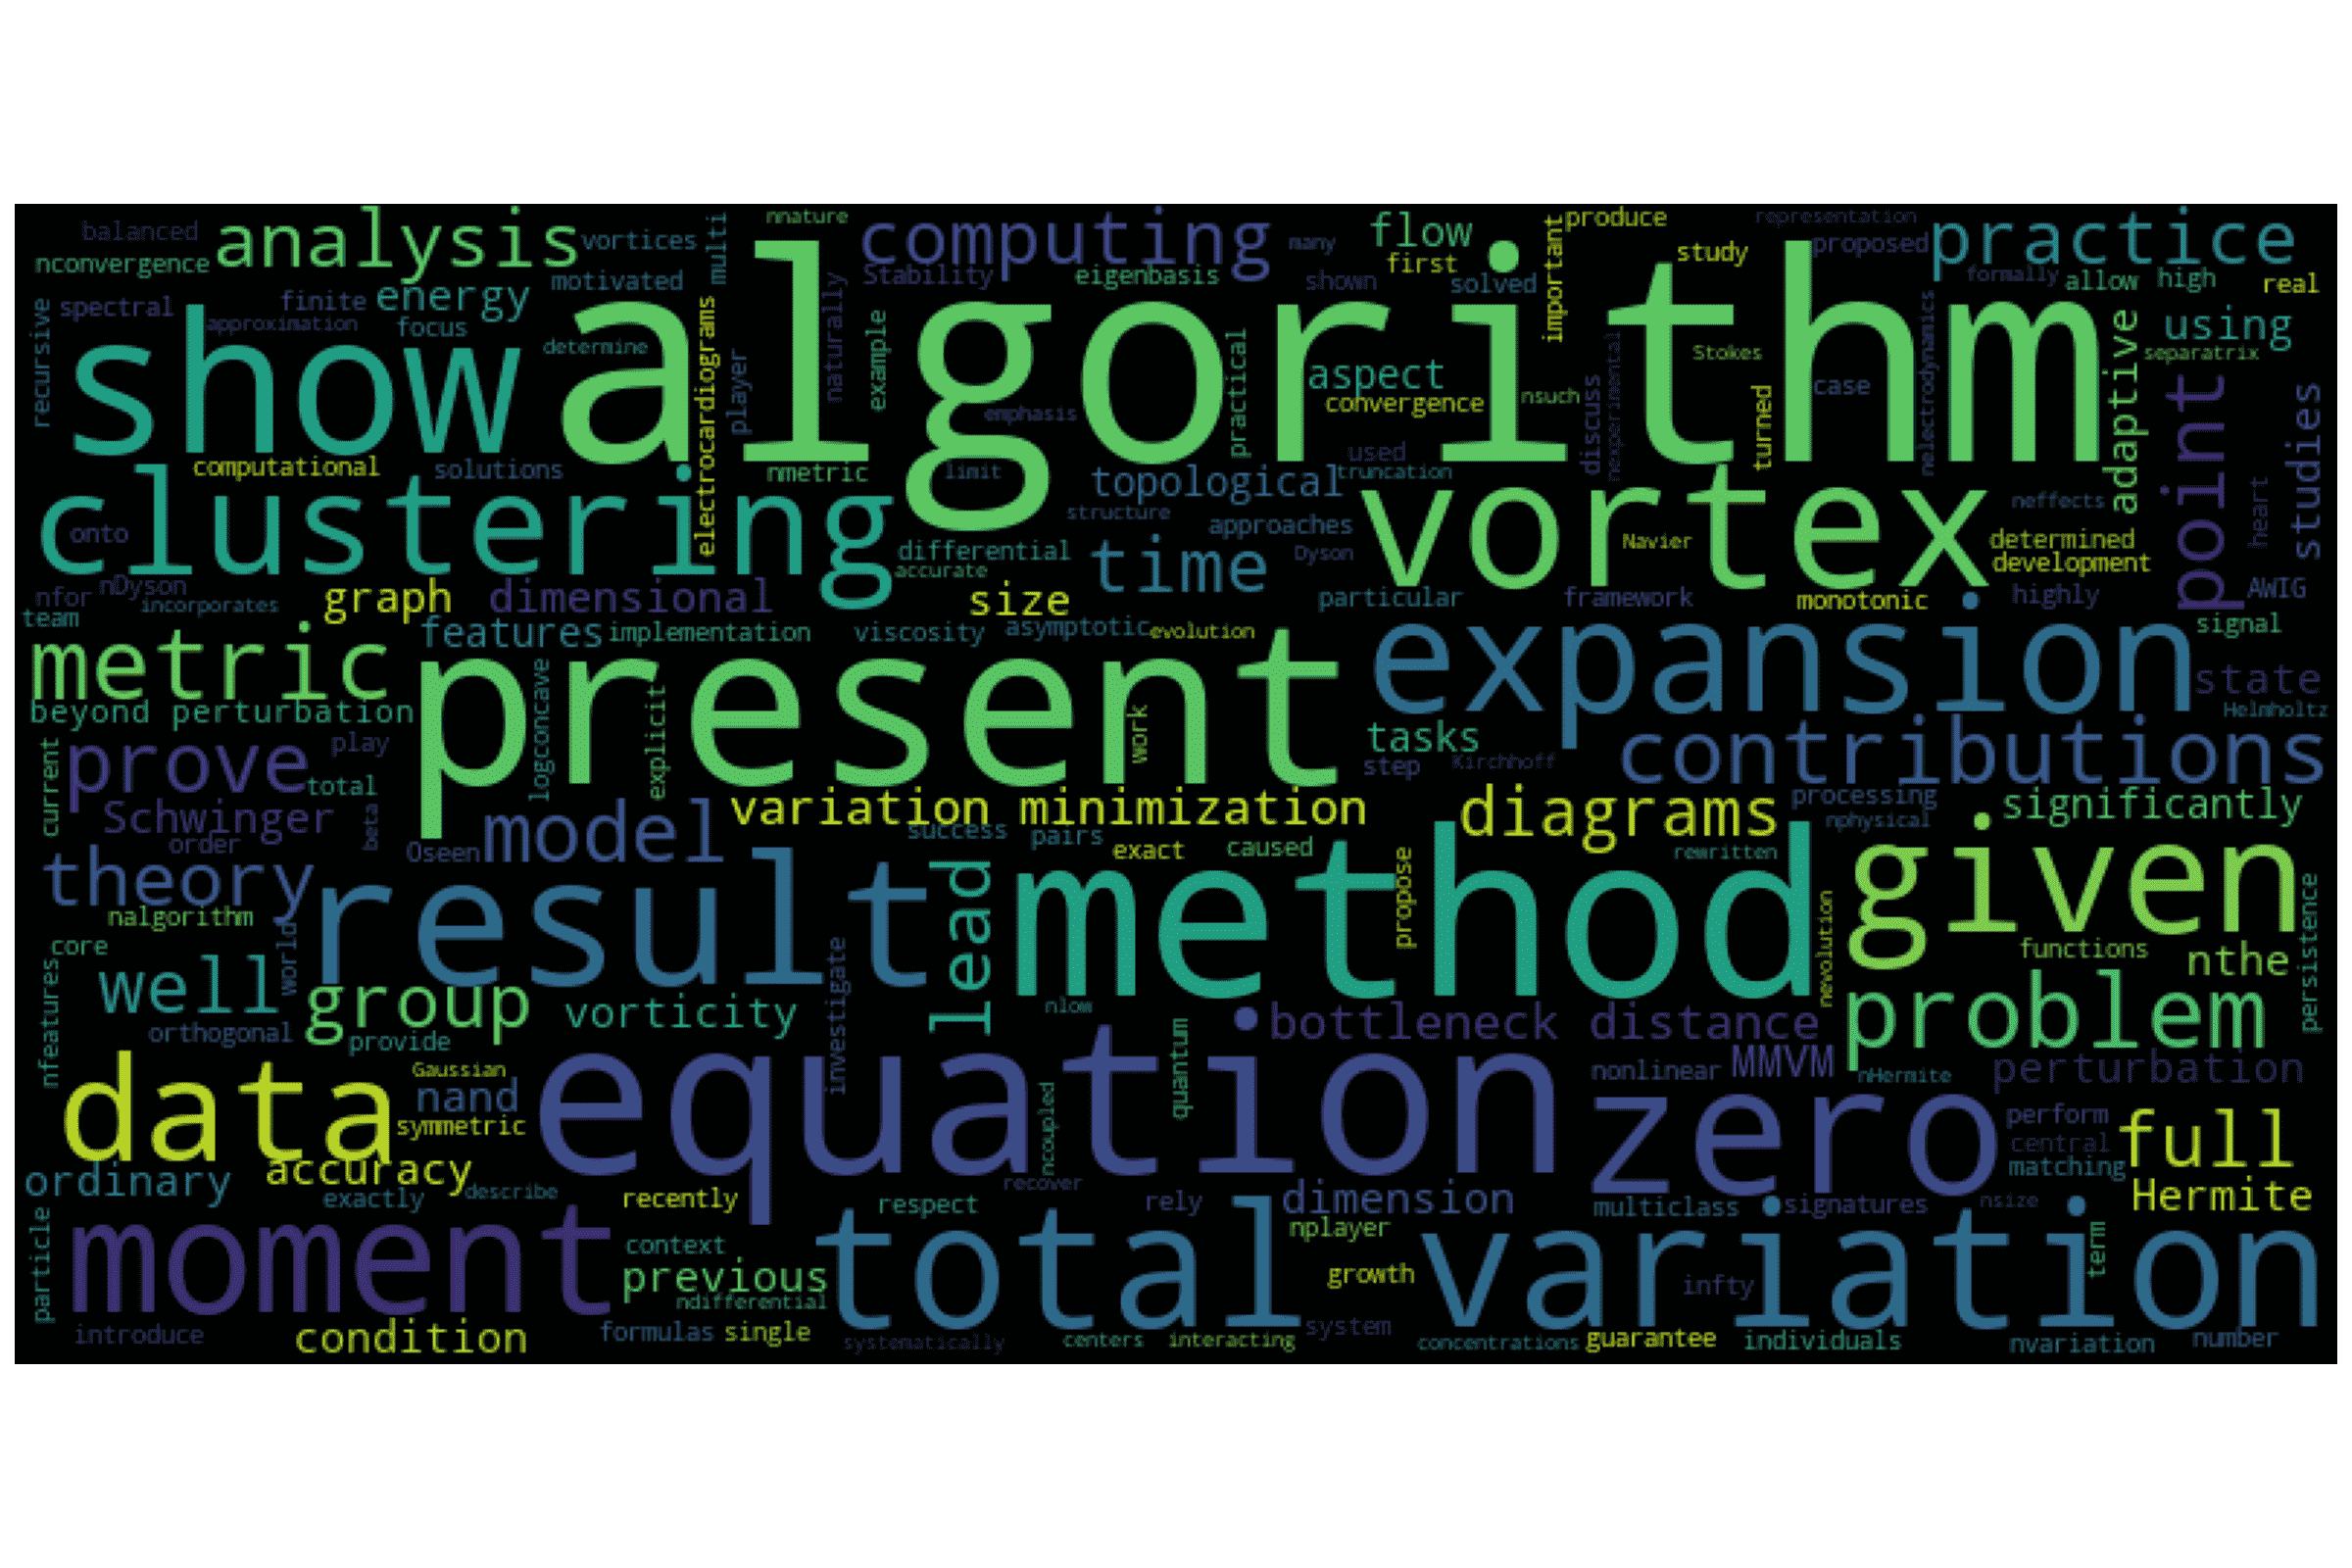 balanced analysis vortices multi nnature computing many flow produce representation practice
nconvergence motivated Stability eigenbasis first shown solved important study proposed formally allow high real
recursive spectral finite energy approximation focus determine electrocardiograms player naturally example practical
show algorithm
emphasis aspect convergence nsuch discuss nexperimental Stokes turned case nelectrodynamics adaptive using separatrix point studies
computational solutions nmetric limit topological truncation used
clustering vortex
onto structure approaches neffects heart
differential accurate time Dyson Navier determined development
nfor nDyson incorporates graph dimensional size particular framework monotonic highly AWIG
team features implementation viscosity asymptotic evolution signal
metric present expansion
beyond perturbation logconcave explicit work state Helmholtz
prove play tasks contributions
current total step Kirchhoff
Schwinger order beta variation minimization diagrams processing significantly
Oseen model success pairs exact caused propose rewritten nphysical
theory result lead method given
nalgorithm core world functions nthe persistence
nfeatures well group vorticity investigate nlow nevolution problem
orthogonal provide quantum bottleneck distance
data Gaussian nand symmetric equation ncoupled nonlinear MMVM nHermite perturbation
zero perform central matching full
ordinary accuracy exactly describe recently recover respect rely dimension multiclass signatures nsize Hermite
particle moment context previous total nplayer growth variation infty term
ndifferential
introduce condition formulas single systematically centers interacting system concentrations guarantee individuals nvariation number